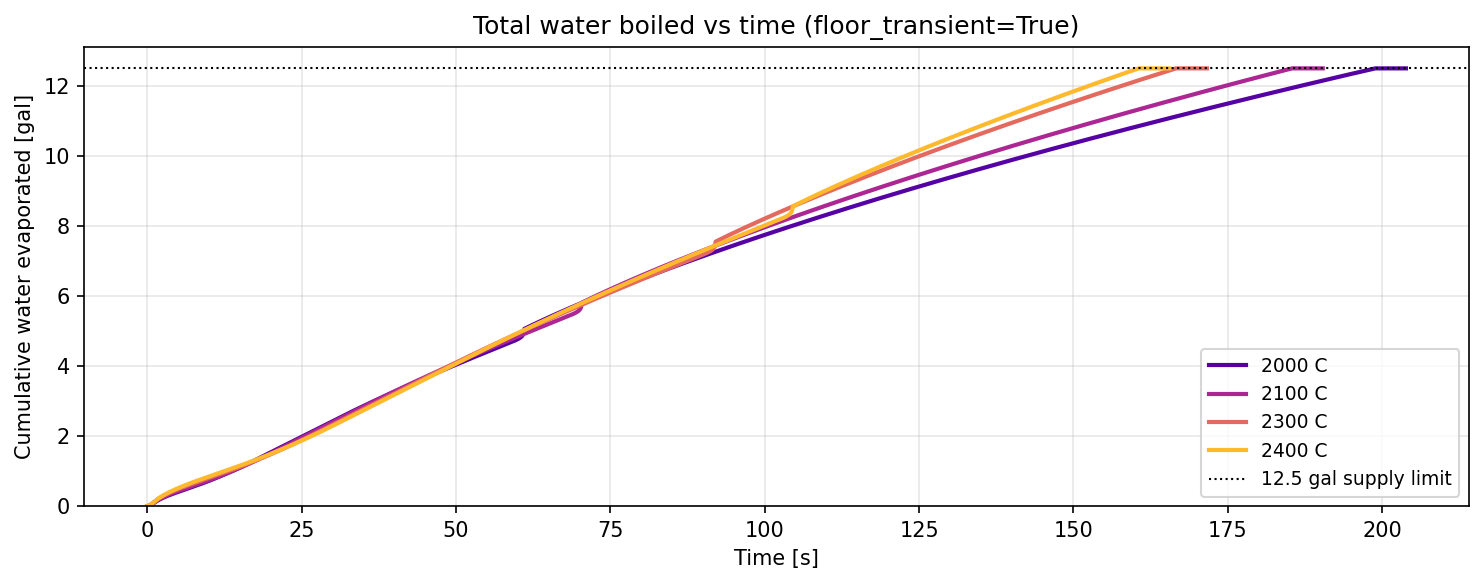 Total water boiled vs time (floor_transient=True)
Cumulative water evaporated [gal]
12
10
8
6
4
2
0
0 25 50 75 100 125 150 175 200
Time [s]
2000 C
2100 C
2300 C
2400 C
12.5 gal supply limit